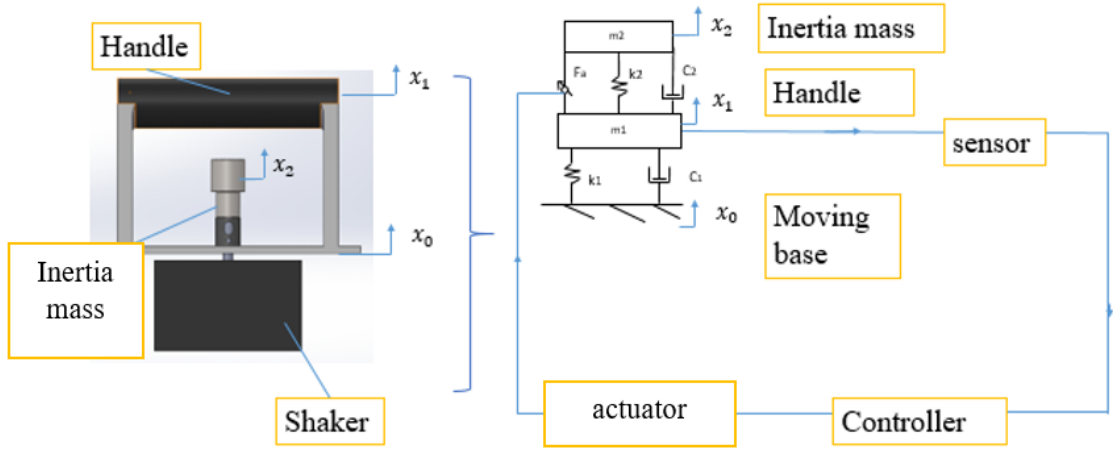 Handle
x₁
x₂
x₀
Inertia
mass
Shaker
x₂
Inertia mass
m2
Fa
k2
C2
x₁
Handle
m1
sensor
k1
C1
x₀
Moving
base
actuator
Controller